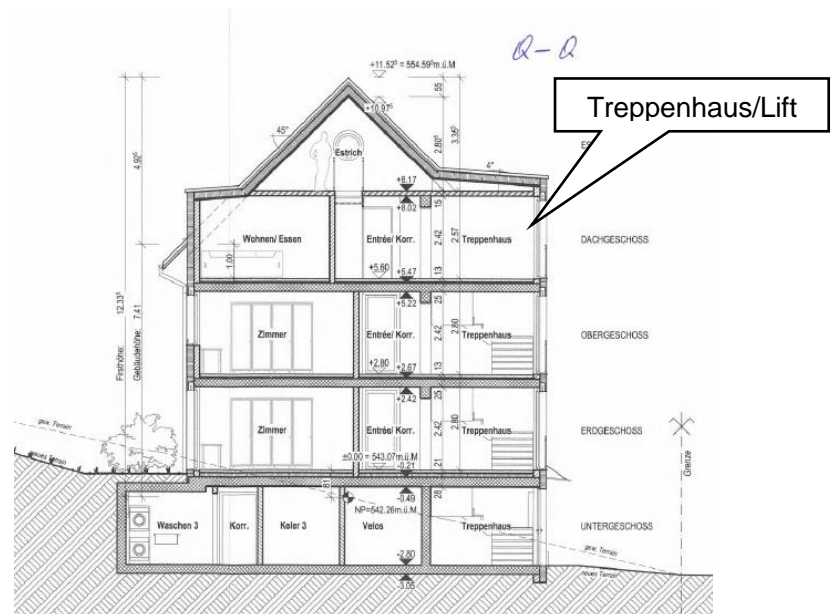 Q-Q
+11.52⁵ = 554.59⁵m.ü.M
Treppenhaus/Lift
55
+10.97⁵
45°
Estrich
2.80⁵
3.35⁵
4.92⁵
4°
+8.17
+8.02
15
Wohnen/ Essen
Entrée/ Korr.
2.42
2.57
Treppenhaus
DACHGESCHOSS
1.00
+5.60
+5.47
13
+5.22
25
Firsthöhe: 12.33⁵
Gebäudehöhe: 7.41
Zimmer
Entrée/ Korr.
2.42
2.80
Treppenhaus
OBERGESCHOSS
+2.80
+2.67
13
+2.42
25
gew. Terrain
neues Terrain
Zimmer
Entrée/ Korr.
2.42
2.80
Treppenhaus
ERDGESCHOSS
Grenze
±0.00 = 543.07m.ü.M
-0.21
21
81
-0.49
28
NP=542.26m.ü.M
Waschen 3
Korr.
Keler 3
Velos
Treppenhaus
UNTERGESCHOSS
gew. Terrain
-2.80
neues Terrain
-3.05